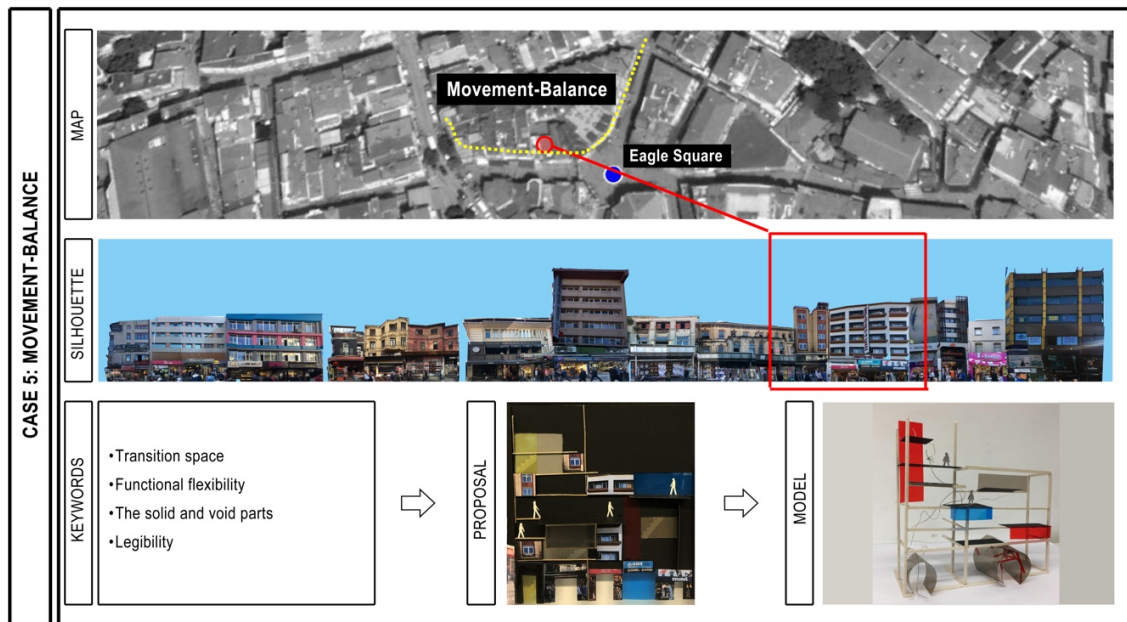 CASE 5: MOVEMENT-BALANCE
MAP
Movement-Balance
Eagle Square
SILHOUETTE
KEYWORDS
•Transition space
•Functional flexibility
•The solid and void parts
•Legibility
PROPOSAL
MODEL